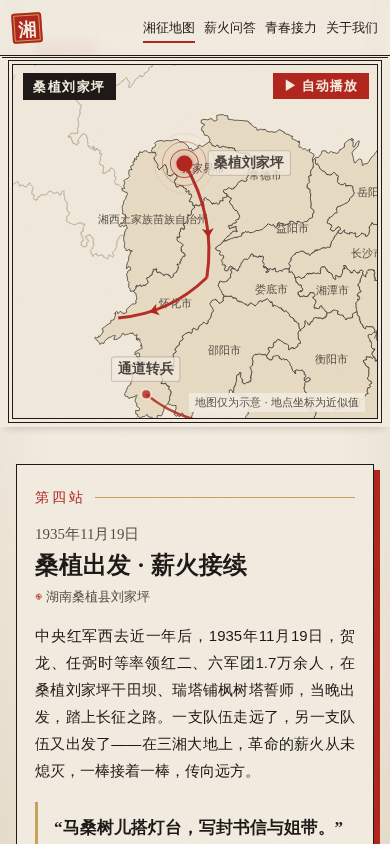 湘
湘征地图 薪火问答 青春接力 关于我们
桑植刘家坪
▶ 自动播放
桑植刘家坪
常德市
岳阳
湘西土家族苗族自治州
益阳市
长沙市
怀化市
娄底市
湘潭市
邵阳市
衡阳市
通道转兵
地图仅为示意 · 地点坐标为近似值
第四站
1935年11月19日
桑植出发 · 薪火接续
湖南桑植县刘家坪
中央红军西去近一年后，1935年11月19日，贺
龙、任弼时等率领红二、六军团1.7万余人，在
桑植刘家坪干田坝、瑞塔铺枫树塔誓师，当晚出
发，踏上长征之路。一支队伍走远了，另一支队
伍又出发了——在三湘大地上，革命的薪火从未
熄灭，一棒接着一棒，传向远方。
“马桑树儿搭灯台，写封书信与姐带。”